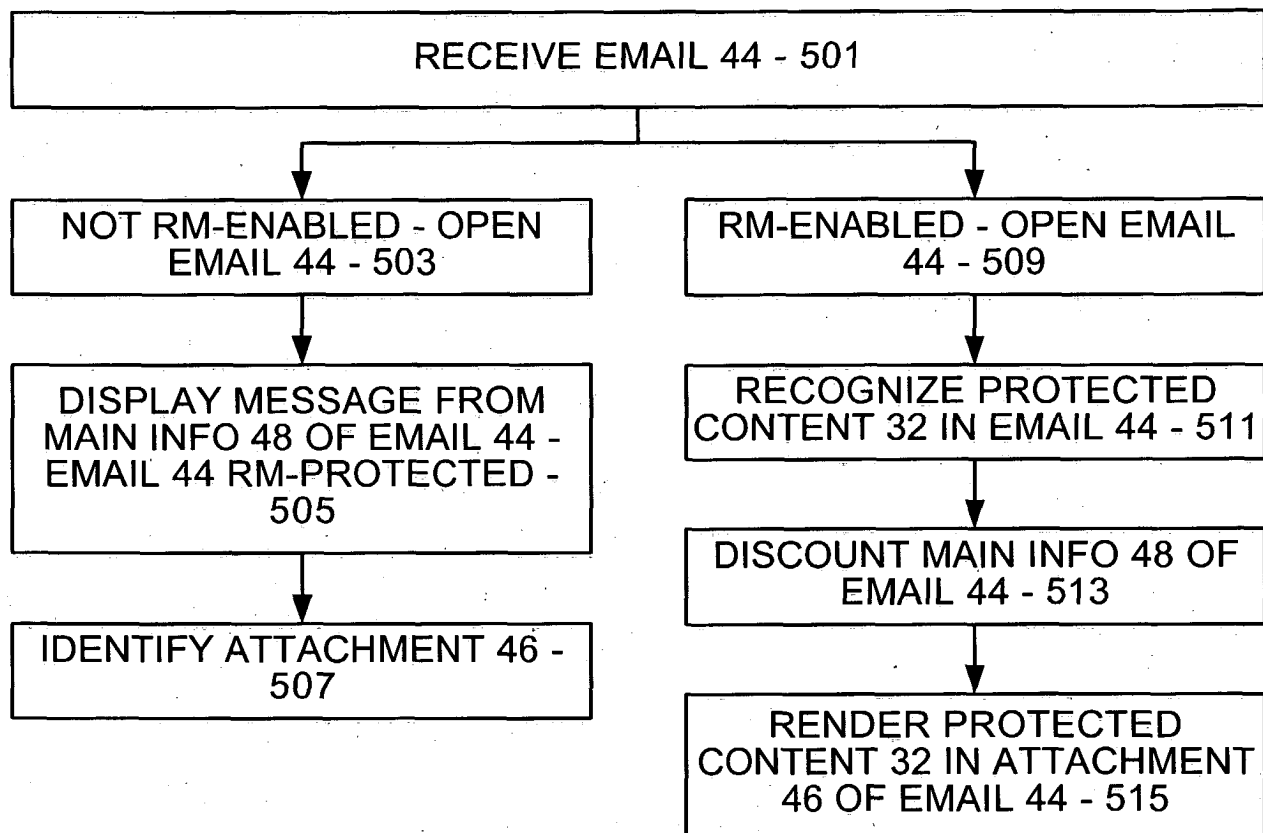 RECEIVE EMAIL 44 - 501
NOT RM-ENABLED - OPEN
EMAIL 44 - 503
DISPLAY MESSAGE FROM
MAIN INFO 48 OF EMAIL 44 -
EMAIL 44 RM-PROTECTED -
505
IDENTIFY ATTACHMENT 46 -
507
RM-ENABLED - OPEN EMAIL
44 - 509
RECOGNIZE PROTECTED
CONTENT 32 IN EMAIL 44 - 511
DISCOUNT MAIN INFO 48 OF
EMAIL 44 - 513
RENDER PROTECTED
CONTENT 32 IN ATTACHMENT
46 OF EMAIL 44 - 515